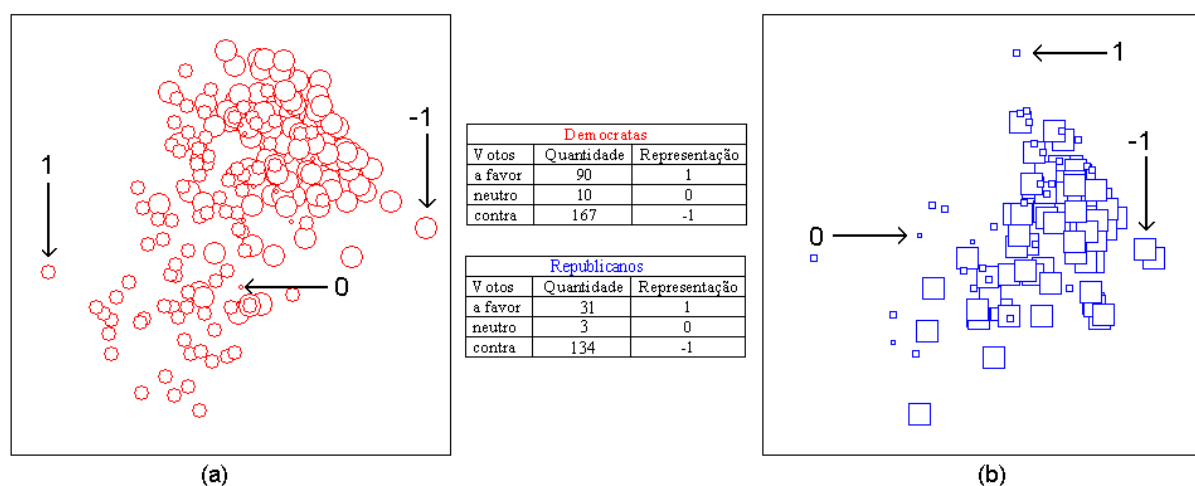 1
-1
0
(a)
Democratas
Votos Quantidade Representação
a favor 90 1
neutro 10 0
contra 167 -1
Republicanos
Votos Quantidade Representação
a favor 31 1
neutro 3 0
contra 134 -1
1
-1
0
(b)